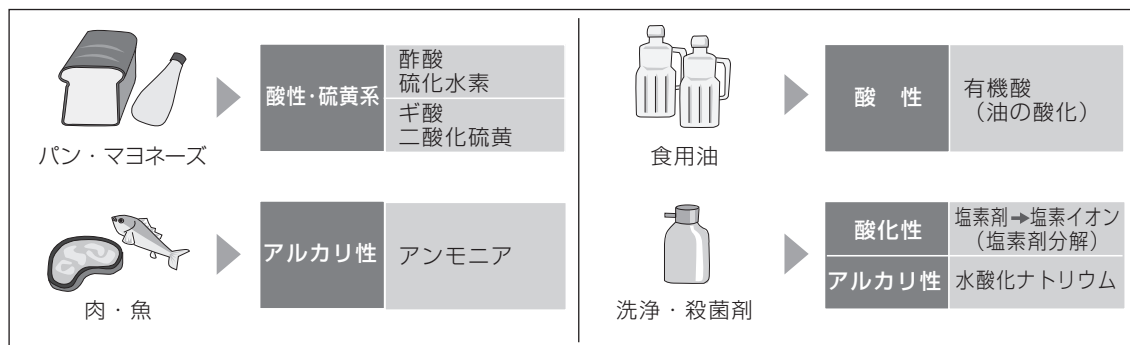 パン・マヨネーズ
酸性・硫黄系
酢酸
硫化水素
ギ酸
二酸化硫黄
肉・魚
アルカリ性
アンモニア
食用油
酸 性
有機酸
（油の酸化）
洗浄・殺菌剤
酸化性
塩素剤➡塩素イオン
（塩素剤分解）
アルカリ性
水酸化ナトリウム